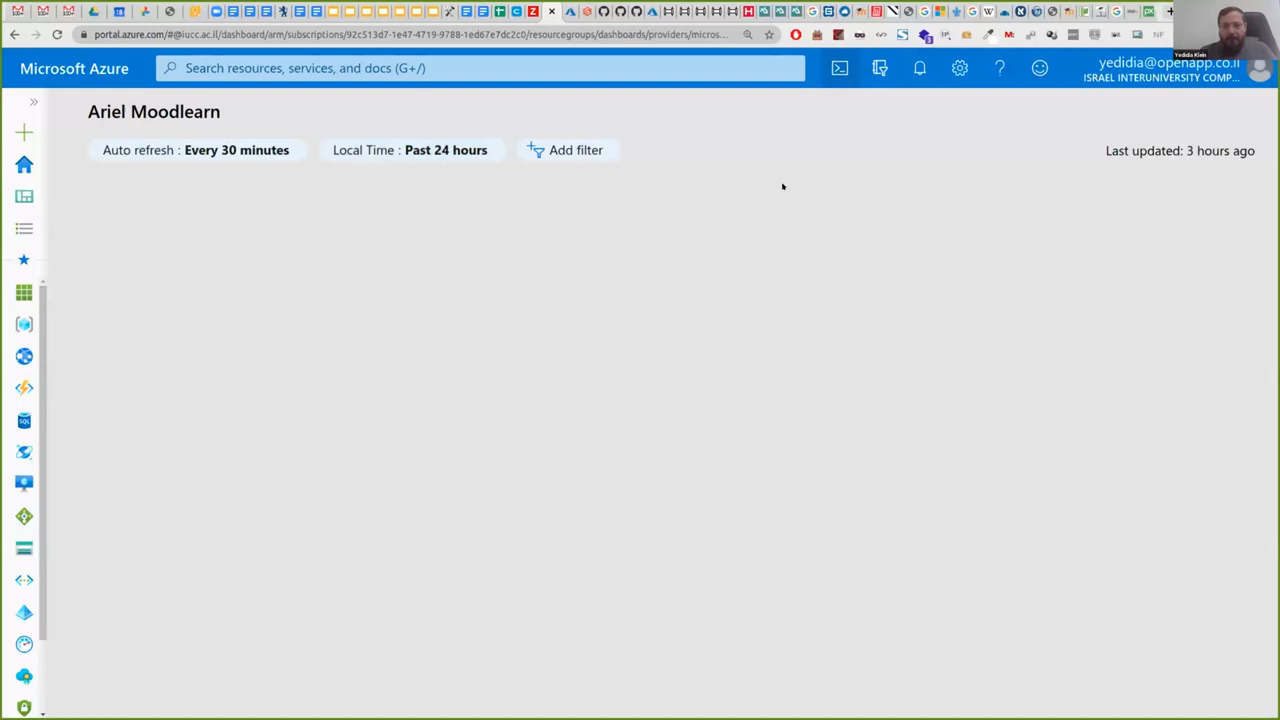 portal.azure.com/#@iucc.ac.il/dashboard/arm/subscriptions/92c513d7-1e47-4719-9788-1ed67e7dc2c0/resourcegroups/dashboards/providers/micros...
Yedidia Klein
Microsoft Azure
Search resources, services, and docs (G+/)
yedidia@openapp.co.il
ISRAEL INTERUNIVERSITY COMP...
Ariel Moodlearn
Auto refresh : Every 30 minutes
Local Time : Past 24 hours
Add filter
Last updated: 3 hours ago